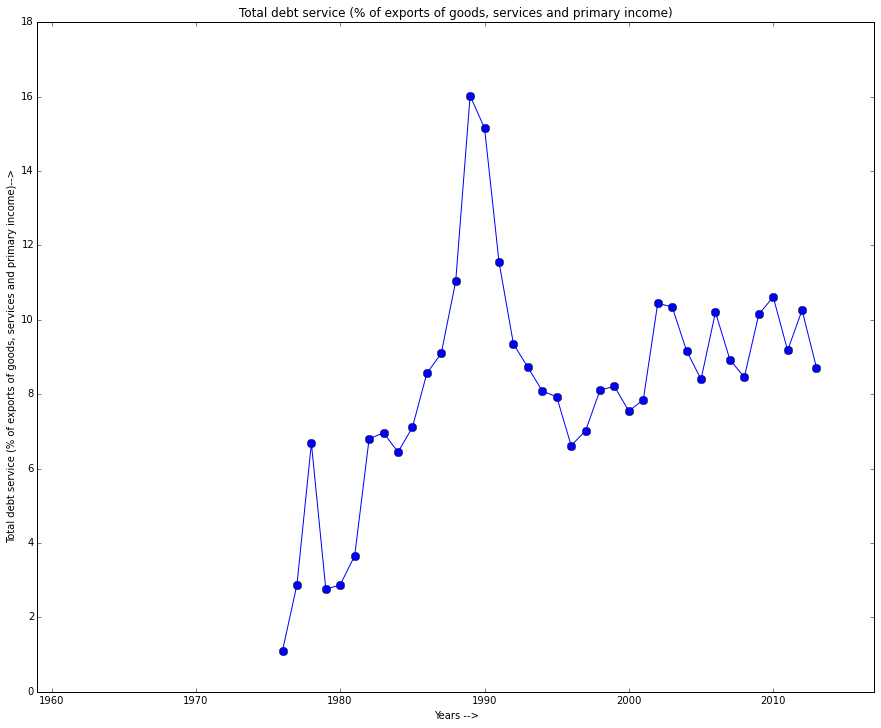 Total debt service (% of exports of goods, services and primary income)
18
16
14
12
10
8
6
4
2
0
Total debt service (% of exports of goods, services and primary income)-->
1960 1970 1980 1990 2000 2010
Years -->